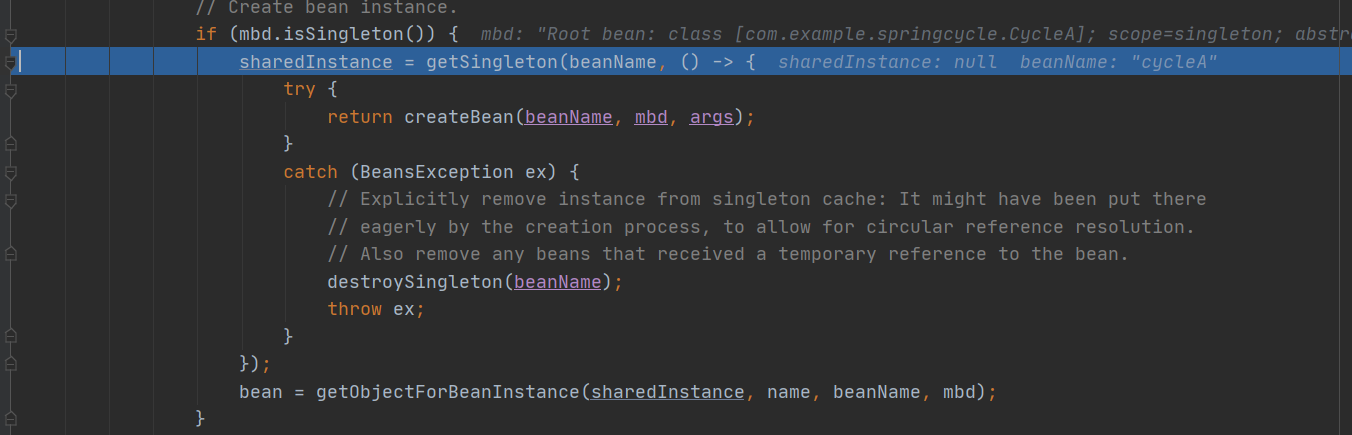 // Create bean instance.
if (mbd.isSingleton()) {  mbd: "Root bean: class [com.example.springcycle.CycleA]; scope=singleton; abstr
sharedInstance = getSingleton(beanName, () -> {  sharedInstance: null  beanName: "cycleA"
try {
return createBean(beanName, mbd, args);
}
catch (BeansException ex) {
// Explicitly remove instance from singleton cache: It might have been put there
// eagerly by the creation process, to allow for circular reference resolution.
// Also remove any beans that received a temporary reference to the bean.
destroySingleton(beanName);
throw ex;
}
});
bean = getObjectForBeanInstance(sharedInstance, name, beanName, mbd);
}